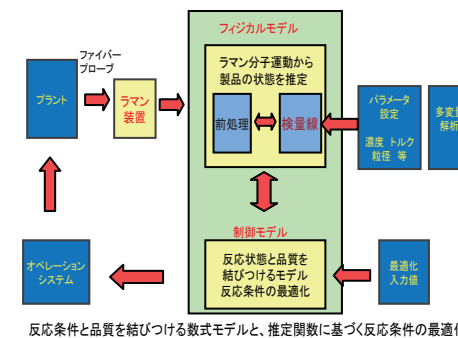 フィジカルモデル
ファイバー
プローブ
プラント
ラマン
装置
ラマン分子運動から
製品の状態を推定
前処理
検量線
パラメータ
設定
濃度 トルク
粒径 等
多変量
解析
制御モデル
反応状態と品質を
結びつけるモデル
反応条件の最適化
オペレーション
システム
最適化
入力値
反応条件と品質を結びつける数式モデルと、推定関数に基づく反応条件の最適化